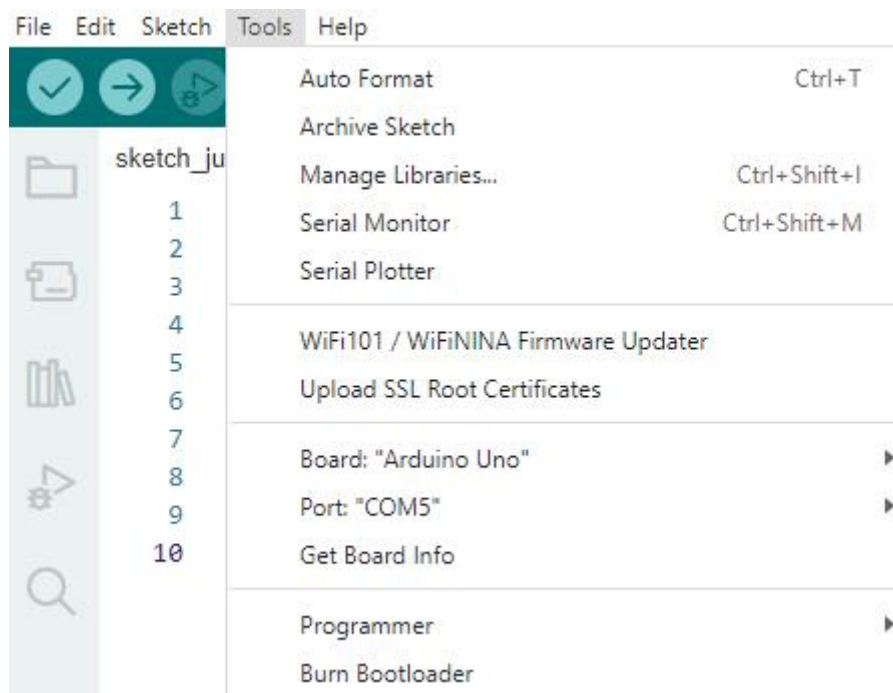 File Edit Sketch Tools Help
Auto Format Ctrl+T
Archive Sketch
sketch_ju
Manage Libraries... Ctrl+Shift+I
1
Serial Monitor Ctrl+Shift+M
2
Serial Plotter
3
4
WiFi101 / WiFiNINA Firmware Updater
5
Upload SSL Root Certificates
6
7
Board: "Arduino Uno"
8
Port: "COM5"
9
Get Board Info
10
Programmer
Burn Bootloader